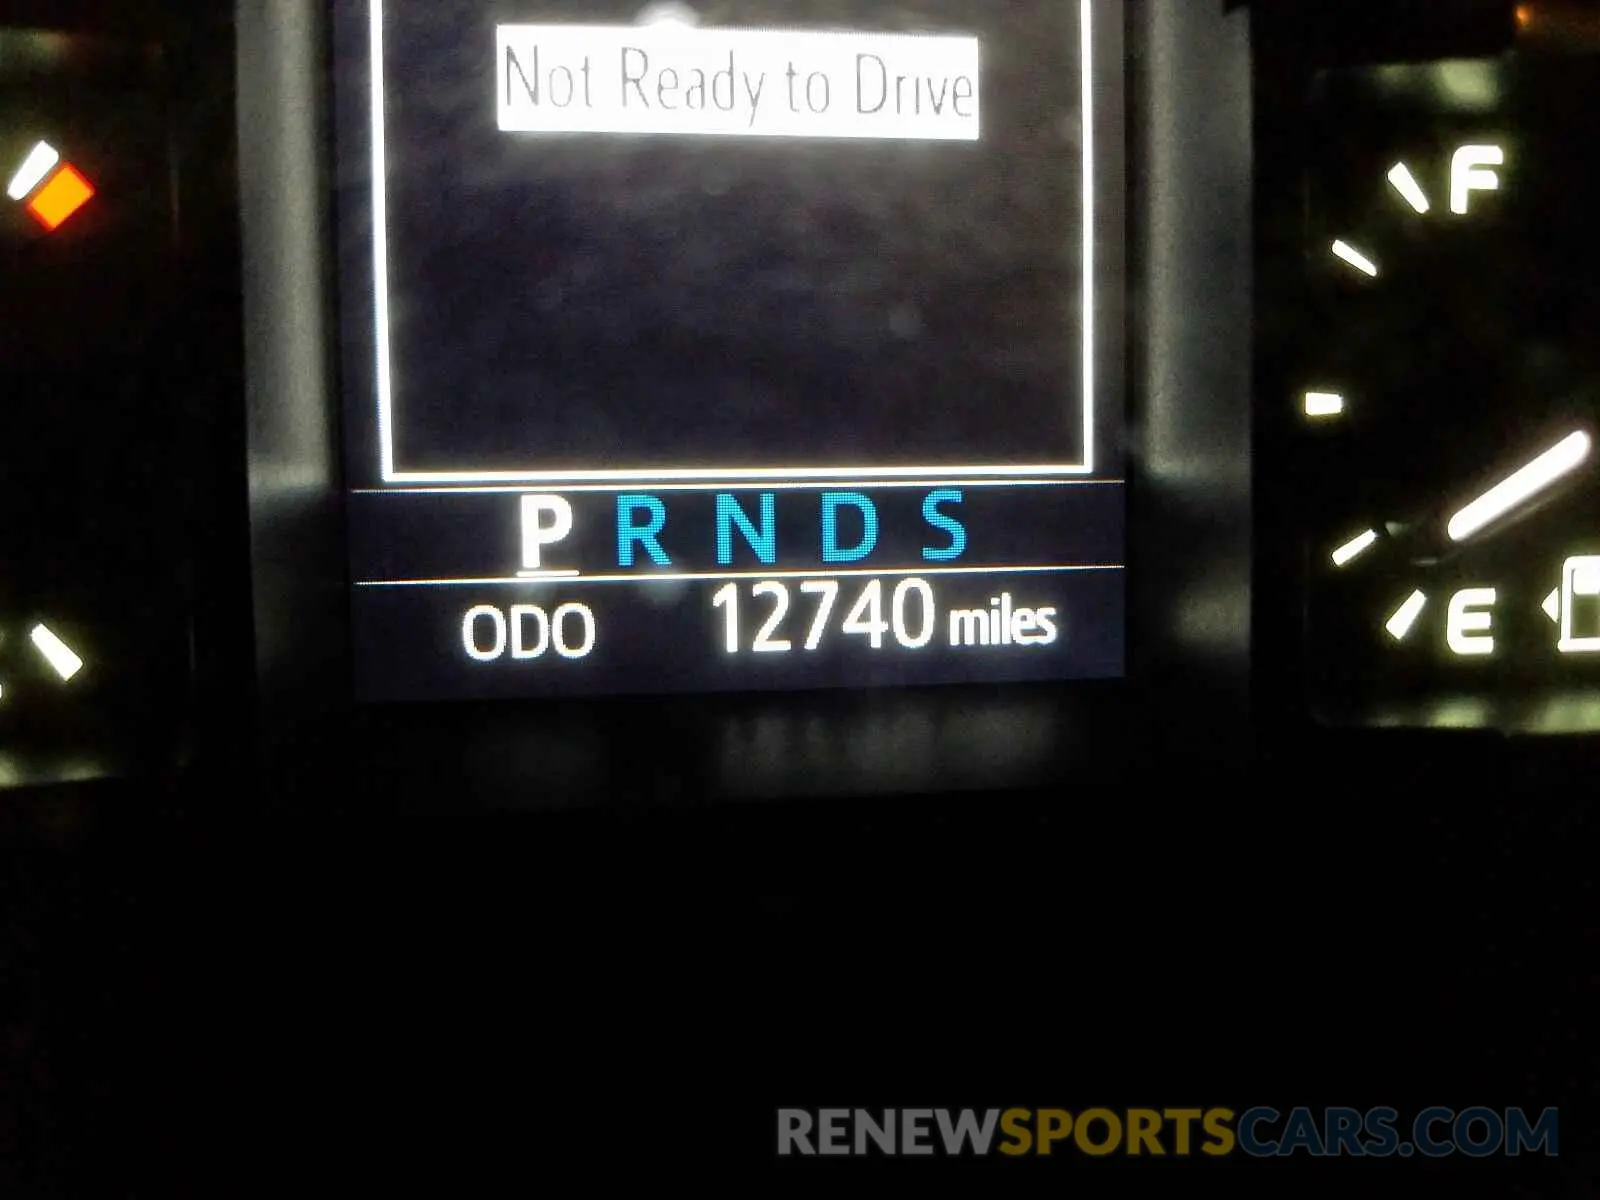 Not Ready to Drive
F
P R N D S
ODO 12740 miles
E
RENEWSPORTSCARS.COM